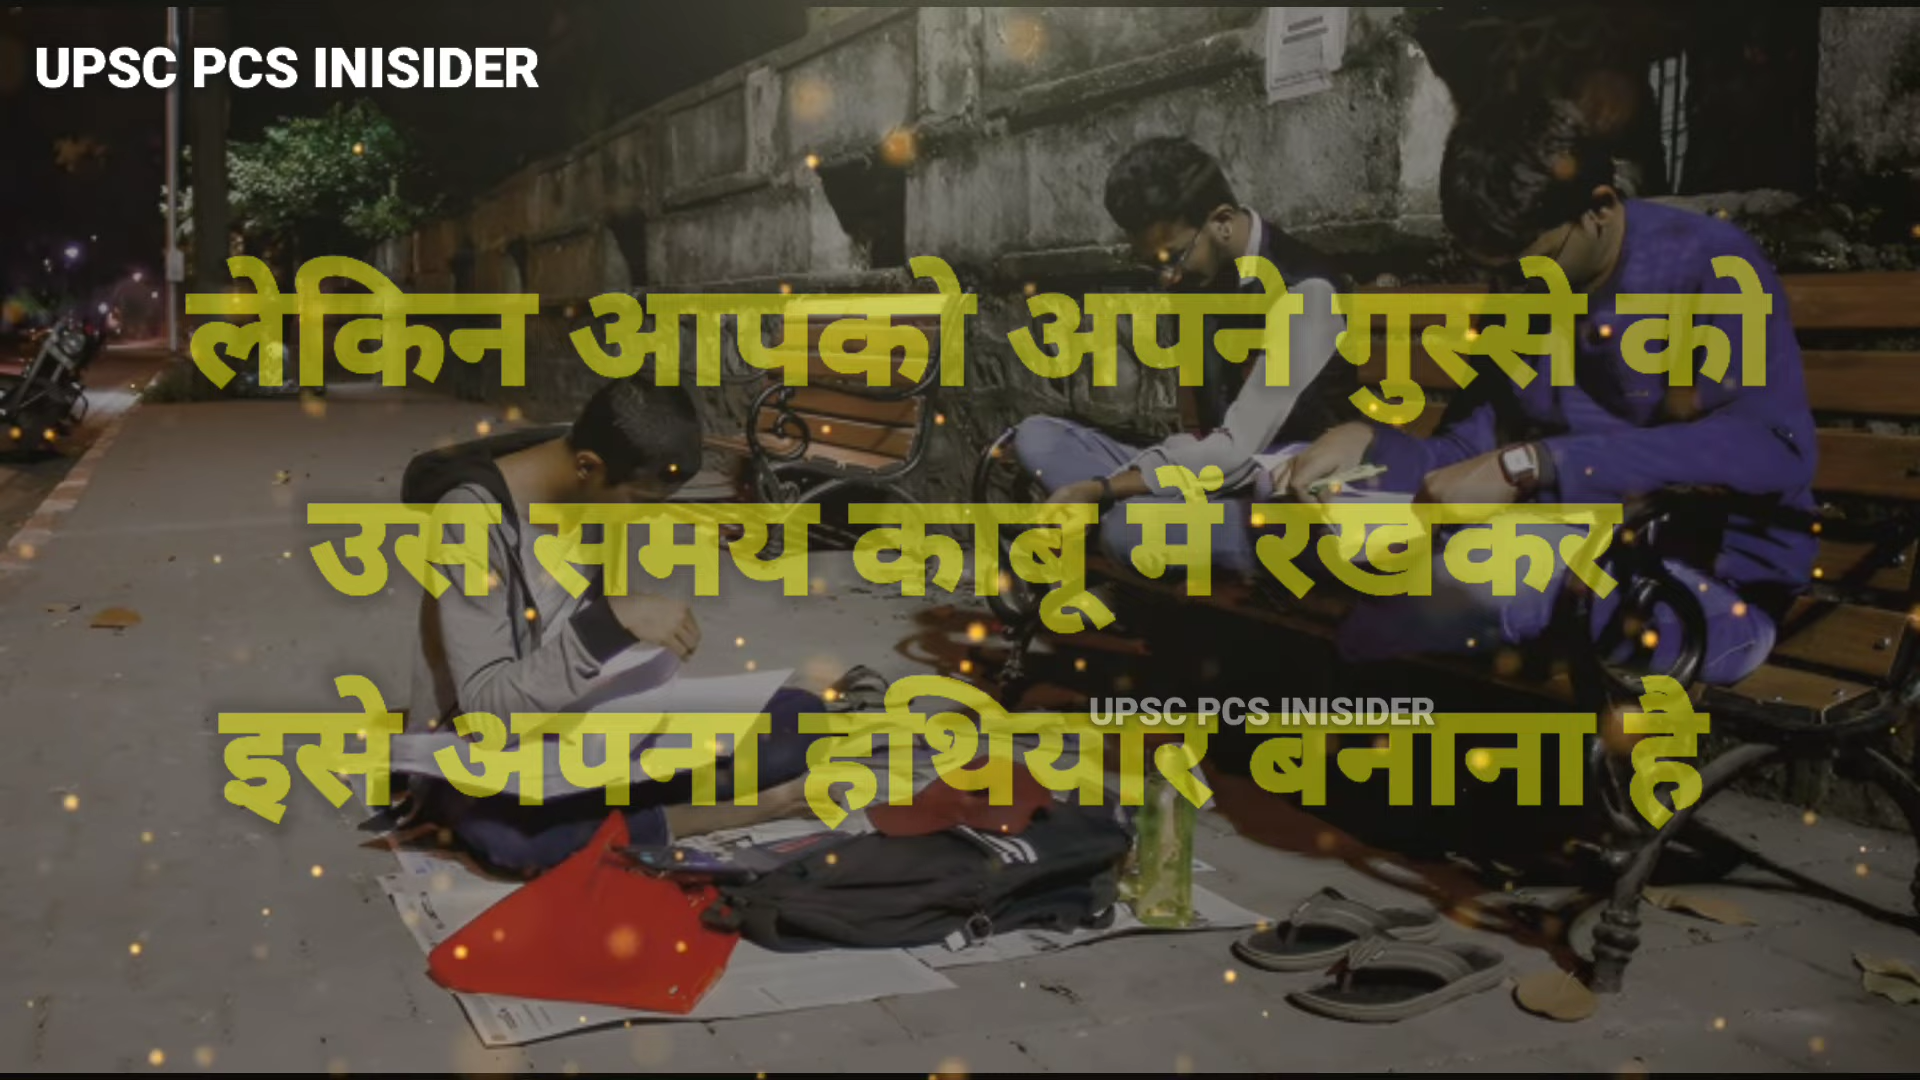 UPSC PCS INISIDER
लेकिन आपको अपने गुस्से को
उस समय काबू में रखकर
इसे अपना हथियार बनाना है
UPSC PCS INISIDER